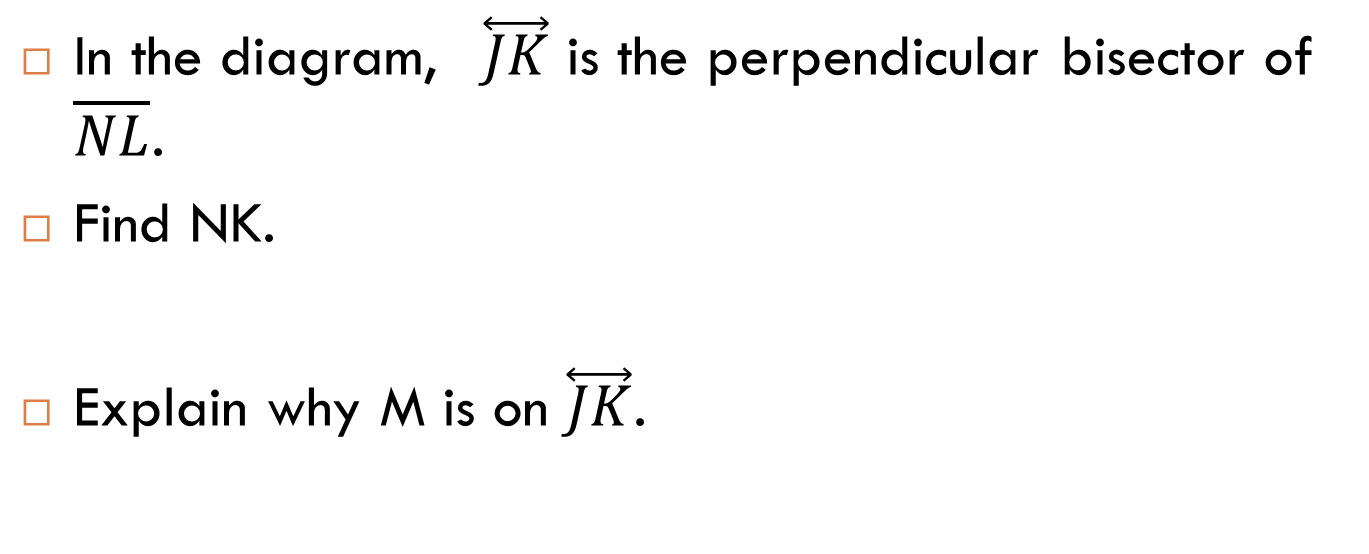 □ In the diagram, $\overleftrightarrow{JK}$ is the perpendicular bisector of
$\overline{NL}$.
□ Find NK.
□ Explain why M is on $\overleftrightarrow{JK}$.